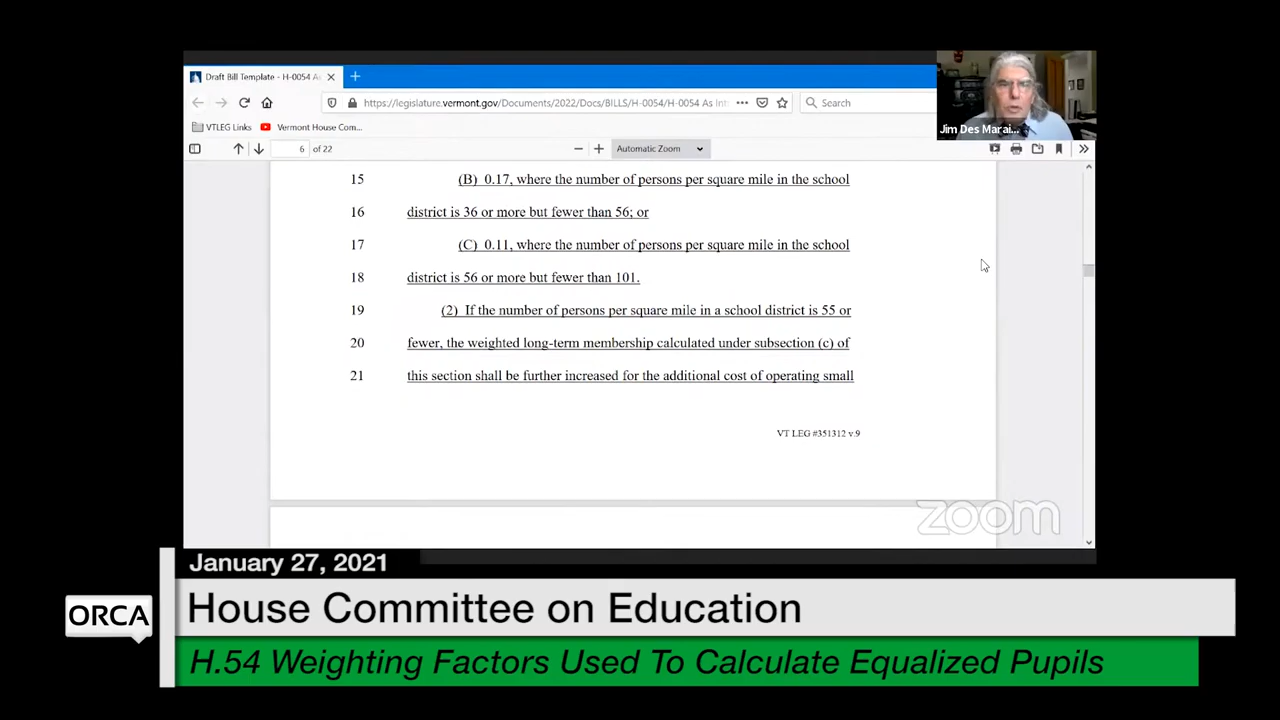 Draft Bill Template - H-0054 As
https://legislature.vermont.gov/Documents/2022/Docs/BILLS/H-0054/H-0054 As Int
Search
Jim Des Marai...
VTLEG Links
Vermont House Com...
6 of 22
Automatic Zoom
15 (B) 0.17, where the number of persons per square mile in the school
16 district is 36 or more but fewer than 56; or
17 (C) 0.11, where the number of persons per square mile in the school
18 district is 56 or more but fewer than 101.
19 (2) If the number of persons per square mile in a school district is 55 or
20 fewer, the weighted long-term membership calculated under subsection (c) of
21 this section shall be further increased for the additional cost of operating small
VT LEG #351312 v.9
zoom
January 27, 2021
ORCA
House Committee on Education
H.54 Weighting Factors Used To Calculate Equalized Pupils